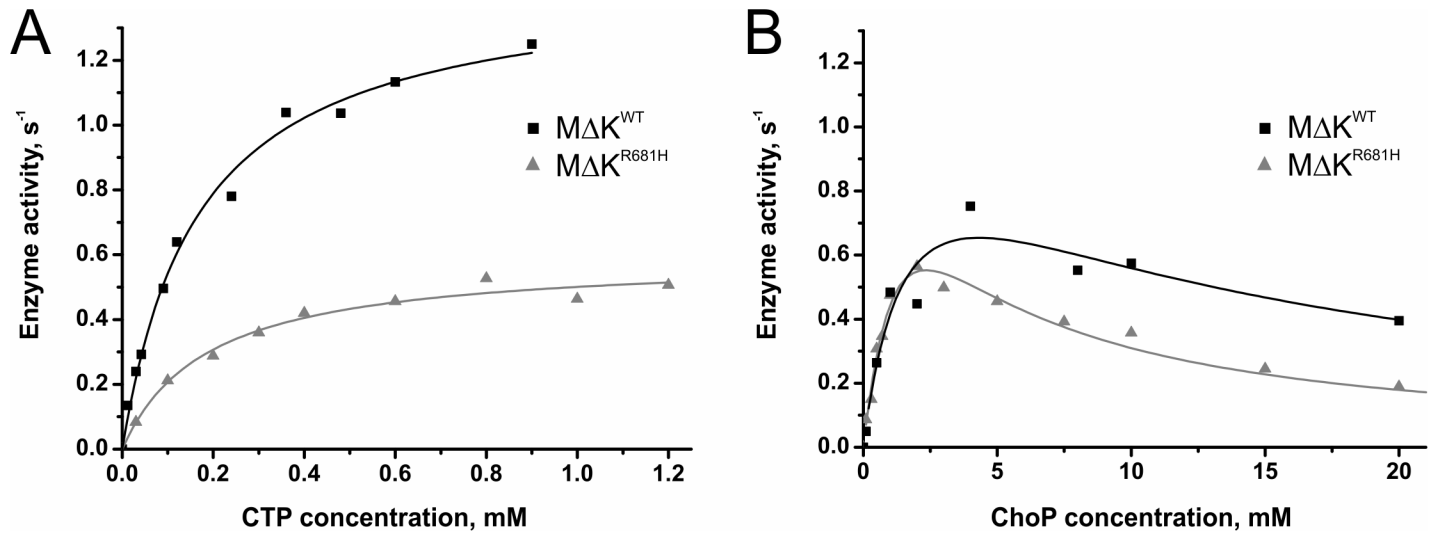 A
Enzyme activity, s⁻¹
1.2
1.0
0.8
0.6
0.4
0.2
0.0
0.0 0.2 0.4 0.6 0.8 1.0 1.2
CTP concentration, mM
MΔK^WT
MΔK^R681H
B
Enzyme activity, s⁻¹
1.2
1.0
0.8
0.6
0.4
0.2
0.0
0 5 10 15 20
ChoP concentration, mM
MΔK^WT
MΔK^R681H